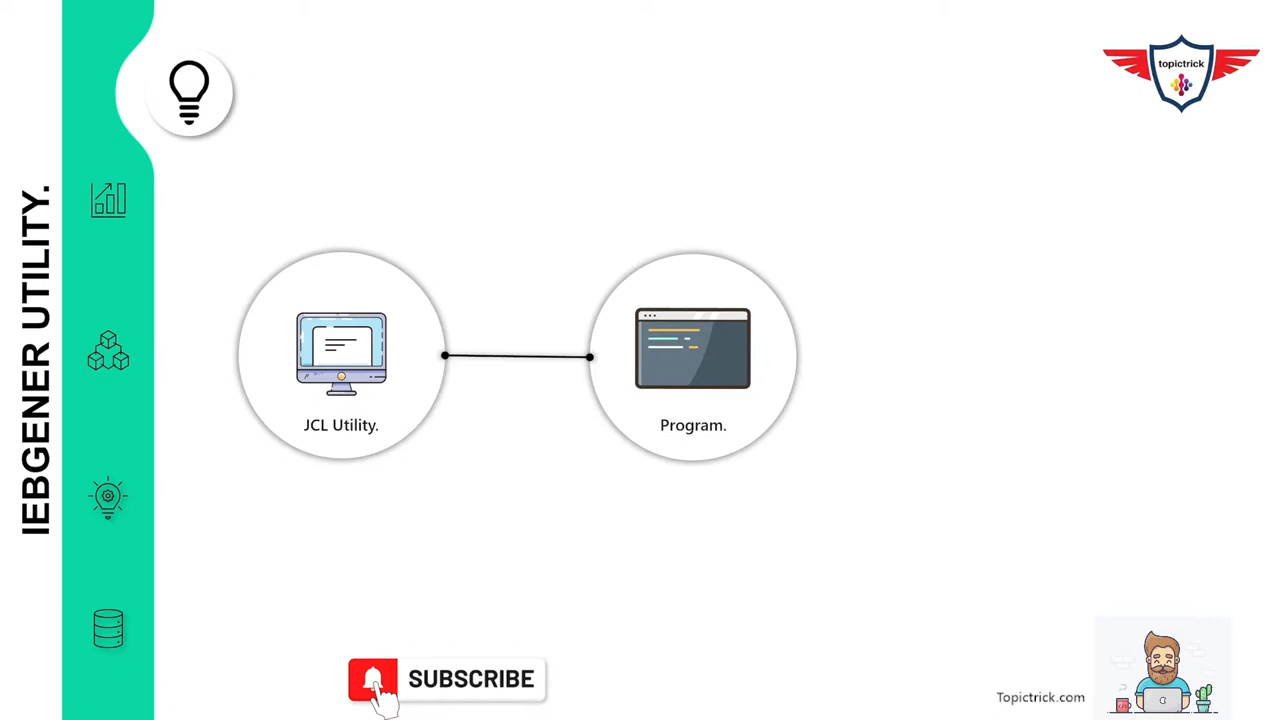 IEBGENER UTILITY.
topictrick
JCL Utility.
Program.
SUBSCRIBE
Topictrick.com